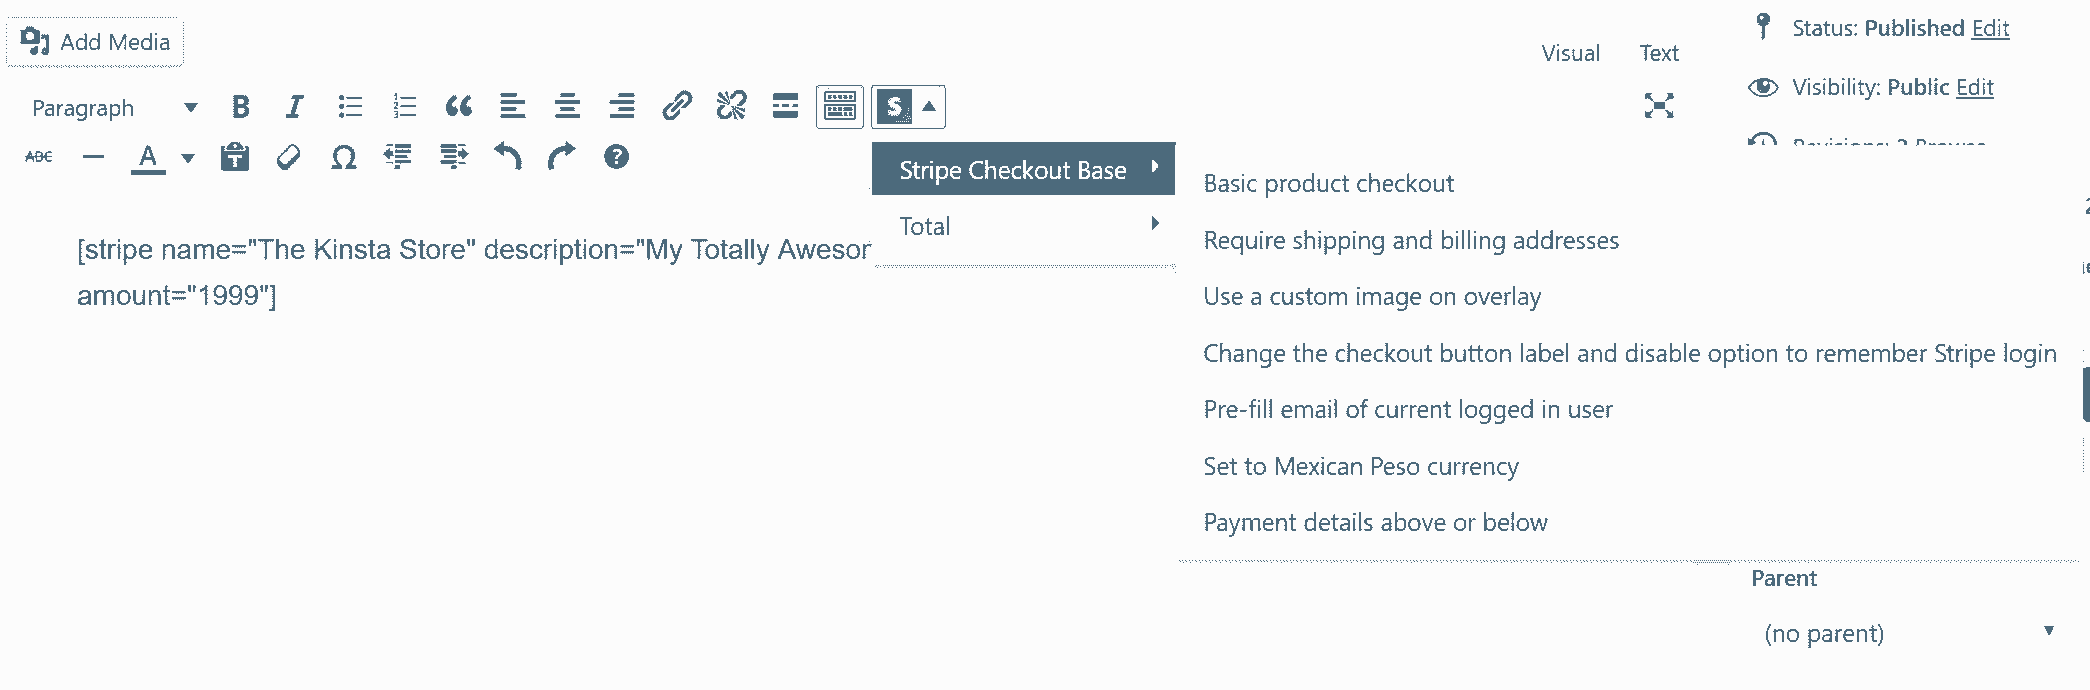 Add Media
Visual Text
Status: Published Edit
Visibility: Public Edit
Paragraph
B I
S
ABC A
Stripe Checkout Base
Total
Basic product checkout
Require shipping and billing addresses
Use a custom image on overlay
Change the checkout button label and disable option to remember Stripe login
Pre-fill email of current logged in user
Set to Mexican Peso currency
Payment details above or below
[stripe name="The Kinsta Store" description="My Totally
amount="1999"]
Parent
(no parent)